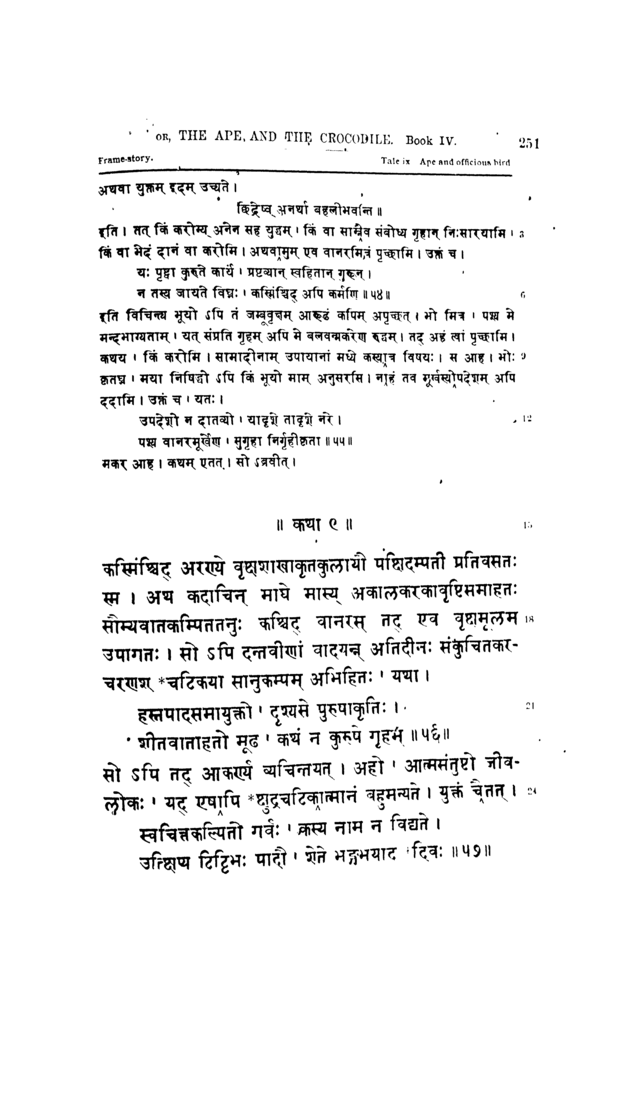 OR, THE APE, AND THE CROCODILE. Book IV. 251
Frame-story. Tale ix Ape and officious bird
अथवा युक्तम् इदम् उच्यते।
छिद्रेष्व् अनर्था बहुलीभवन्ति॥
इति। तत् किं करोम्य् अनेन सह युद्धम्। किं वा साम्नैव संबोध्य गृहान् निःसारयामि। 3
किं वा भेदं दानं वा करोमि। अथवामुम् एव वानरमित्रं पृच्छामि। उक्तं च।
यः पृष्ट्वा कुरुते कार्यं। प्रष्टव्यान् स्वहितान् गुरून्।
न तस्य जायते विघ्नः। कस्मिंश्चिद् अपि कर्मणि॥५४॥ 6
इति विचिन्त्य भूयो ऽपि तं जम्बूवृक्षम् आरूढं कपिम् अपृच्छत्। भो मित्र। पश्य मे
मन्दभाग्यताम्। यत् संप्रति गृहम् अपि मे बलवन्मकरेण रुद्धम्। तद् अहं त्वां पृच्छामि।
कथय। किं करोमि। सामादीनाम् उपायानां मध्ये कस्यात्र विषयः। स आह। भोः 9
कृतघ्न। मया निषिद्धो ऽपि किं भूयो माम् अनुसरसि। नाहं तव मूर्खस्योपदेशम् अपि
ददामि। उक्तं च। यतः।
उपदेशो न दातव्यो। यादृशे तादृशे नरे। 12
पश्य वानरमूर्खेण। सुगृहा निर्गृहीकृता॥५५॥
मकर आह। कथम् एतत्। सो ऽब्रवीत्।
॥ कथा ९॥ 15
कस्मिंश्चिद् अरण्ये वृक्षशाखाकृतकुलायौ पक्षिदम्पती प्रतिवसतः
स्म। अथ कदाचिन् माघे मास्य् अकालकरकावृष्टिसमाहतः
सौम्यवातकम्पिततनुः कश्चिद् वानरस् तद् एव वृक्षमूलम् 18
उपागतः। सो ऽपि दन्तवीणां वादयन्न् अतिदीनः संकुचितकर-
चरणश् *चटिकया सानुकम्पम् अभिहितः। यथा।
हस्तपादसमायुक्तो। दृश्यसे पुरुषाकृतिः। 21
शीतवाताहतो मूढ। कथं न कुरुषे गृहम्॥५६॥
सो ऽपि तद् आकर्ण्य व्यचिन्तयत्। अहो। आत्मसंतुष्टो जीव-
लोकः। यद् एषापि *क्षुद्रचटिकात्मानं बहुमन्यते। युक्तं चैतत्। 24
स्वचित्तकल्पितो गर्वः। कस्य नाम न विद्यते।
उत्क्षिप्य टिट्टिभः पादौ। शेते भङ्गभयाद् दिवः॥५७॥